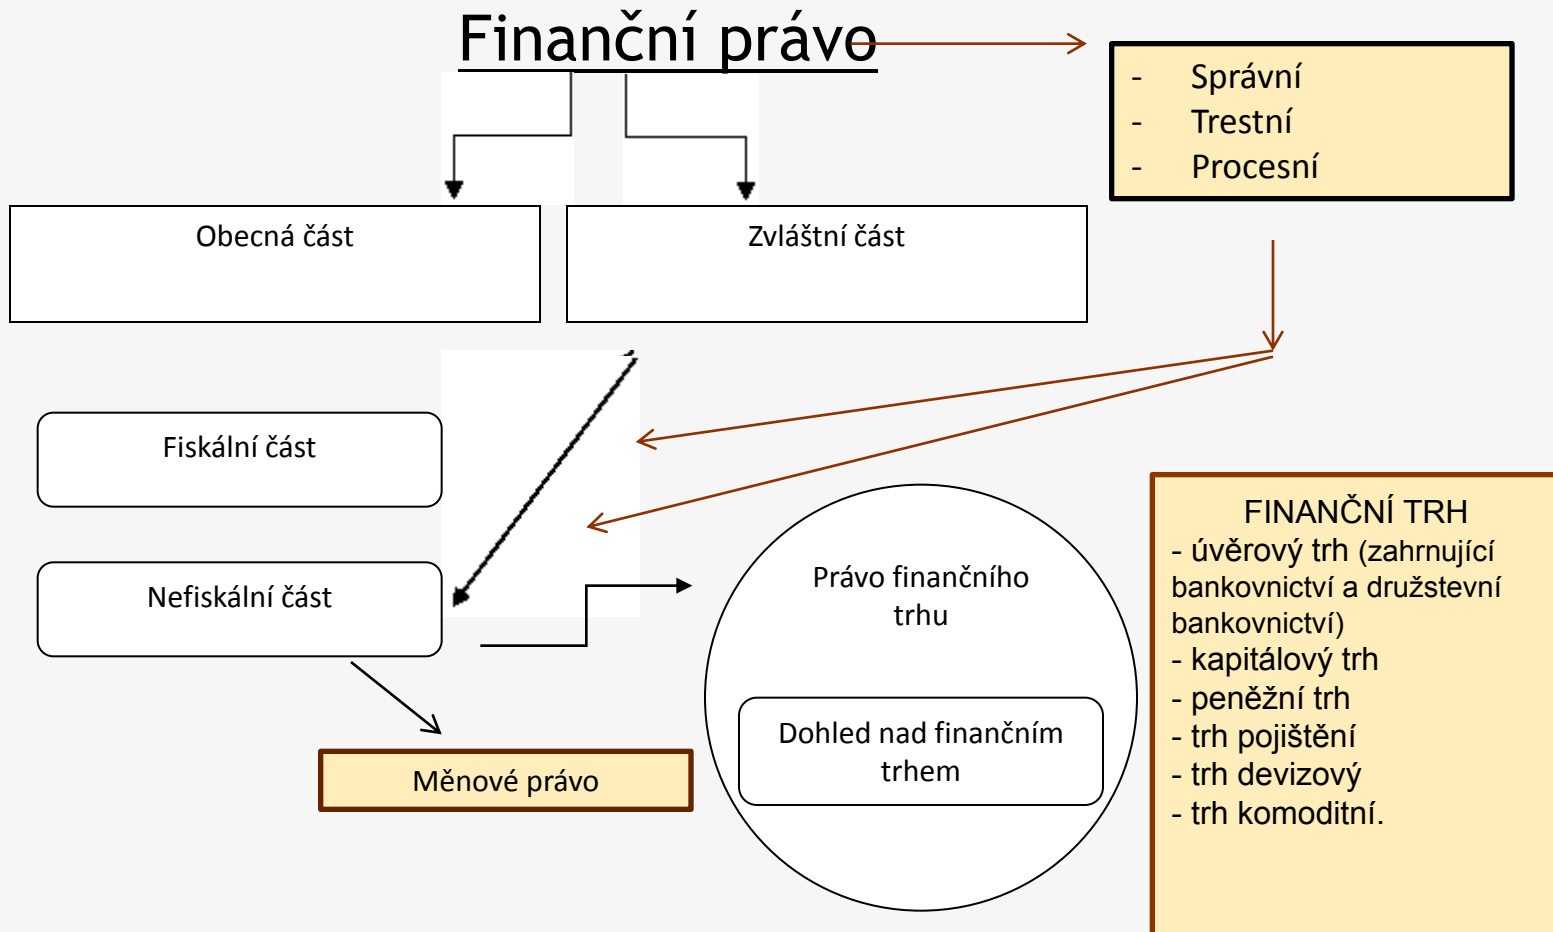 Finanční právo
- Správní
- Trestní
- Procesní
Obecná část
Zvláštní část
Fiskální část
Nefiskální část
Měnové právo
Právo finančního
trhu
Dohled nad finančním
trhem
FINANČNÍ TRH
- úvěrový trh (zahrnující
bankovnictví a družstevní
bankovnictví)
- kapitálový trh
- peněžní trh
- trh pojištění
- trh devizový
- trh komoditní.